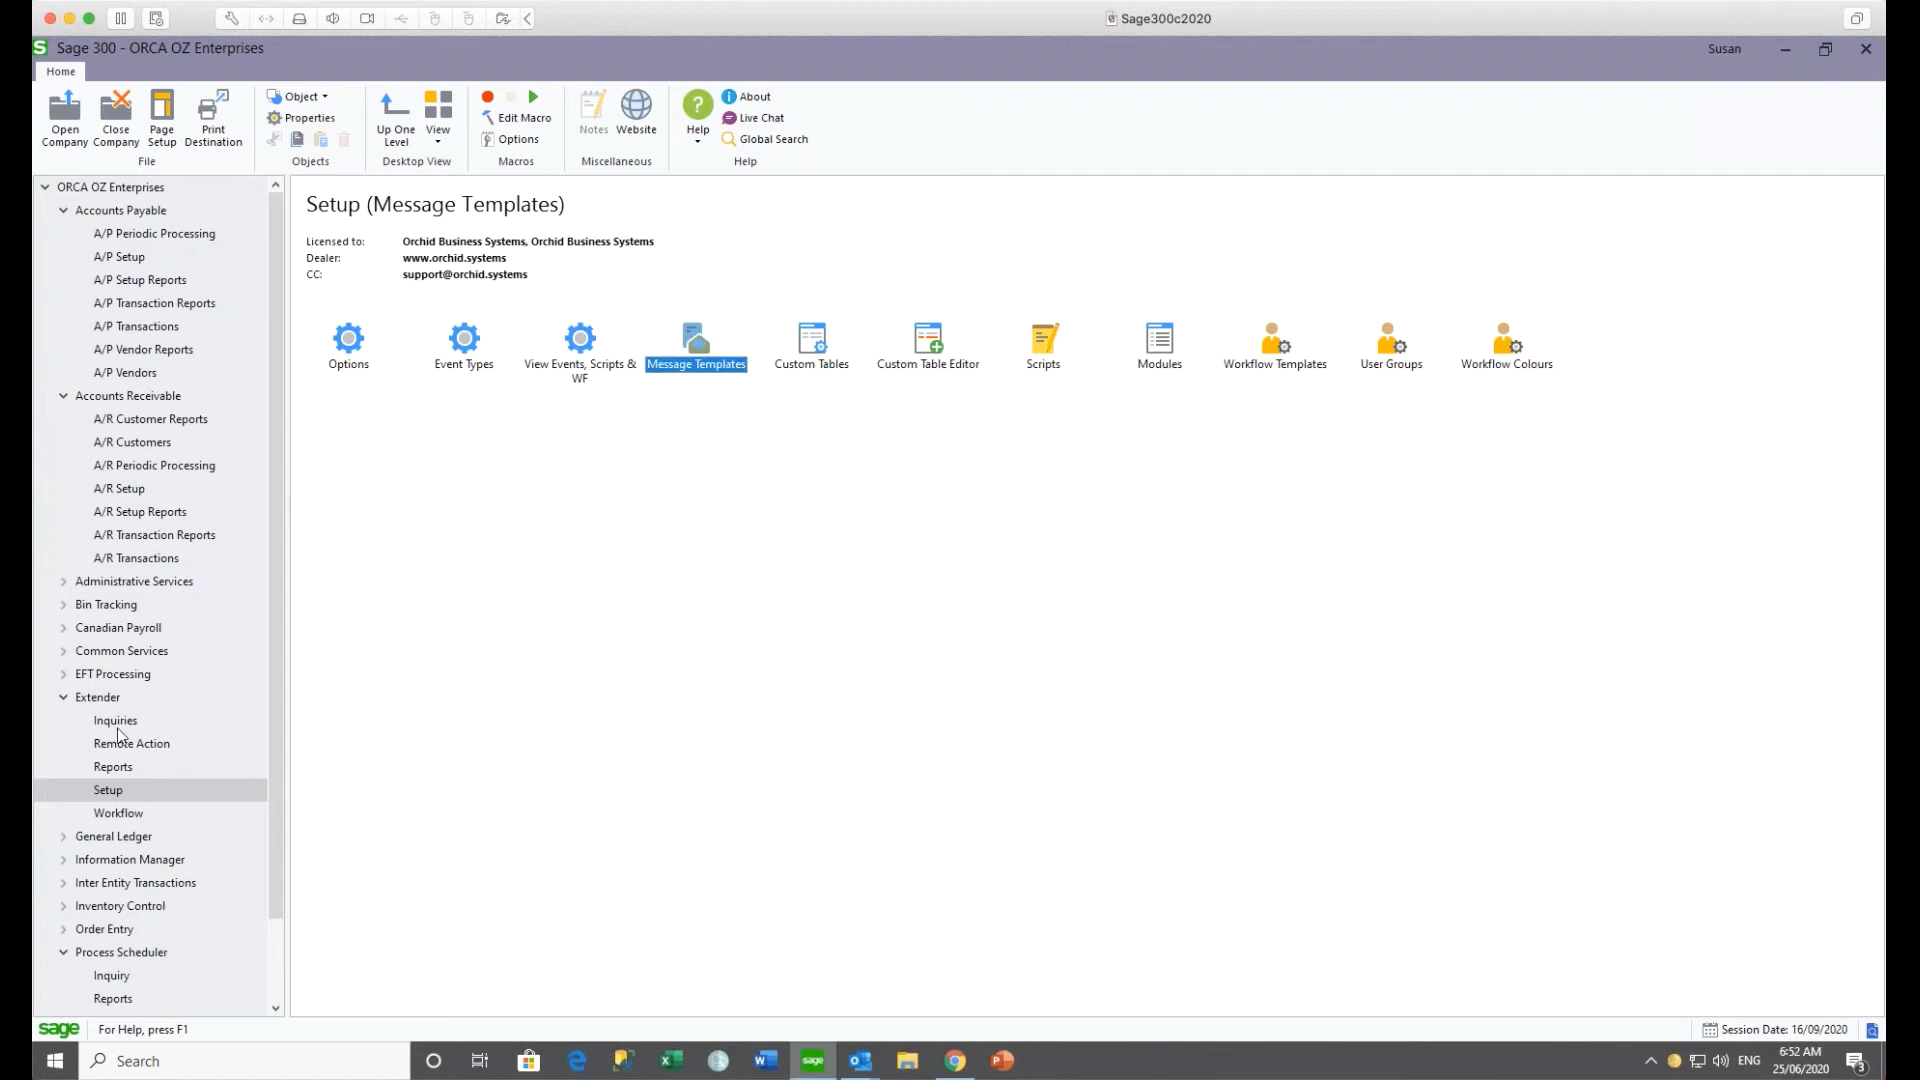 Sage300c2020
Sage 300 - ORCA OZ Enterprises
Susan
Home
Open Company
Close Company
Page Setup
Print Destination
File
Object
Properties
Objects
Up One Level
View
Desktop View
Edit Macro
Options
Macros
Notes
Website
Miscellaneous
Help
About
Live Chat
Global Search
Help
ORCA OZ Enterprises
Accounts Payable
A/P Periodic Processing
A/P Setup
A/P Setup Reports
A/P Transaction Reports
A/P Transactions
A/P Vendor Reports
A/P Vendors
Accounts Receivable
A/R Customer Reports
A/R Customers
A/R Periodic Processing
A/R Setup
A/R Setup Reports
A/R Transaction Reports
A/R Transactions
Administrative Services
Bin Tracking
Canadian Payroll
Common Services
EFT Processing
Extender
Inquiries
Remote Action
Reports
Setup
Workflow
General Ledger
Information Manager
Inter Entity Transactions
Inventory Control
Order Entry
Process Scheduler
Inquiry
Reports
Setup (Message Templates)
Licensed to: Orchid Business Systems, Orchid Business Systems
Dealer: www.orchid.systems
CC: support@orchid.systems
Options
Event Types
View Events, Scripts & WF
Message Templates
Custom Tables
Custom Table Editor
Scripts
Modules
Workflow Templates
User Groups
Workflow Colours
sage
For Help, press F1
Session Date: 16/09/2020
Search
sage
ENG
6:52 AM
25/06/2020
3